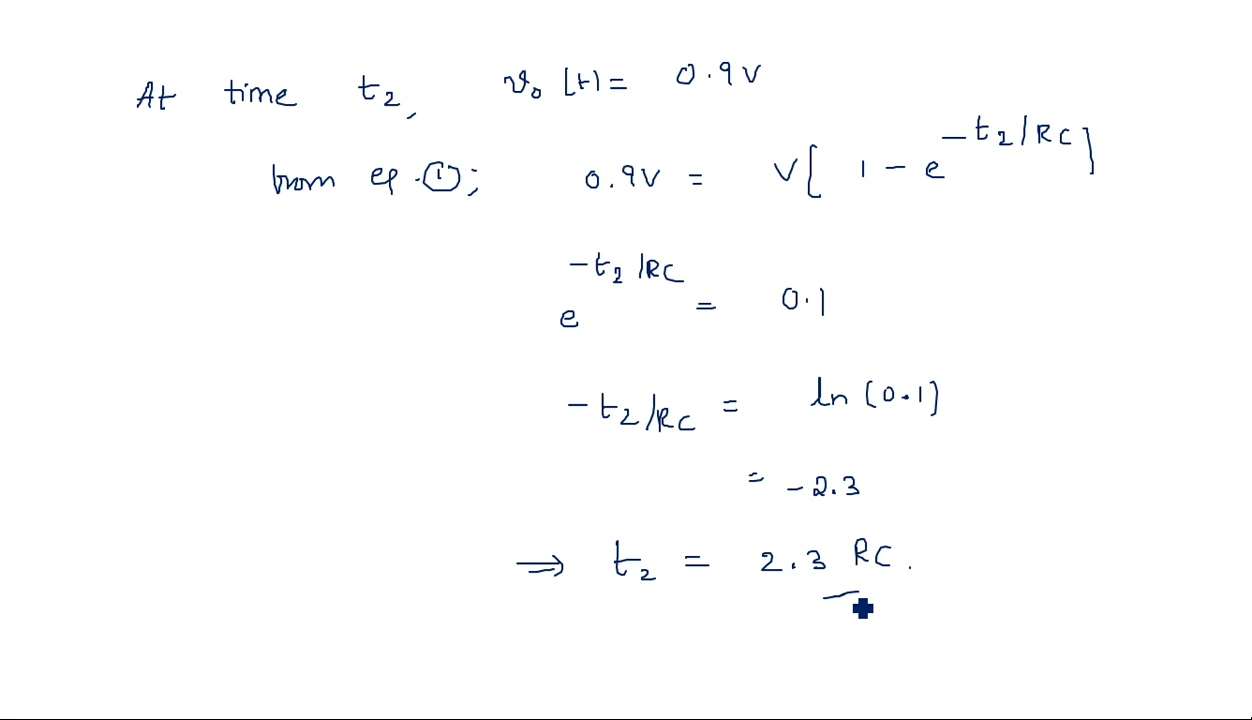 At time t₂, v₀ (t) = 0.9V
from eq. ①; 0.9V = V[ 1 - e^{-t₂/RC} ]
e^{-t₂/RC} = 0.1
-t₂/RC = ln (0.1)
= -2.3
⟹ t₂ = 2.3 RC.